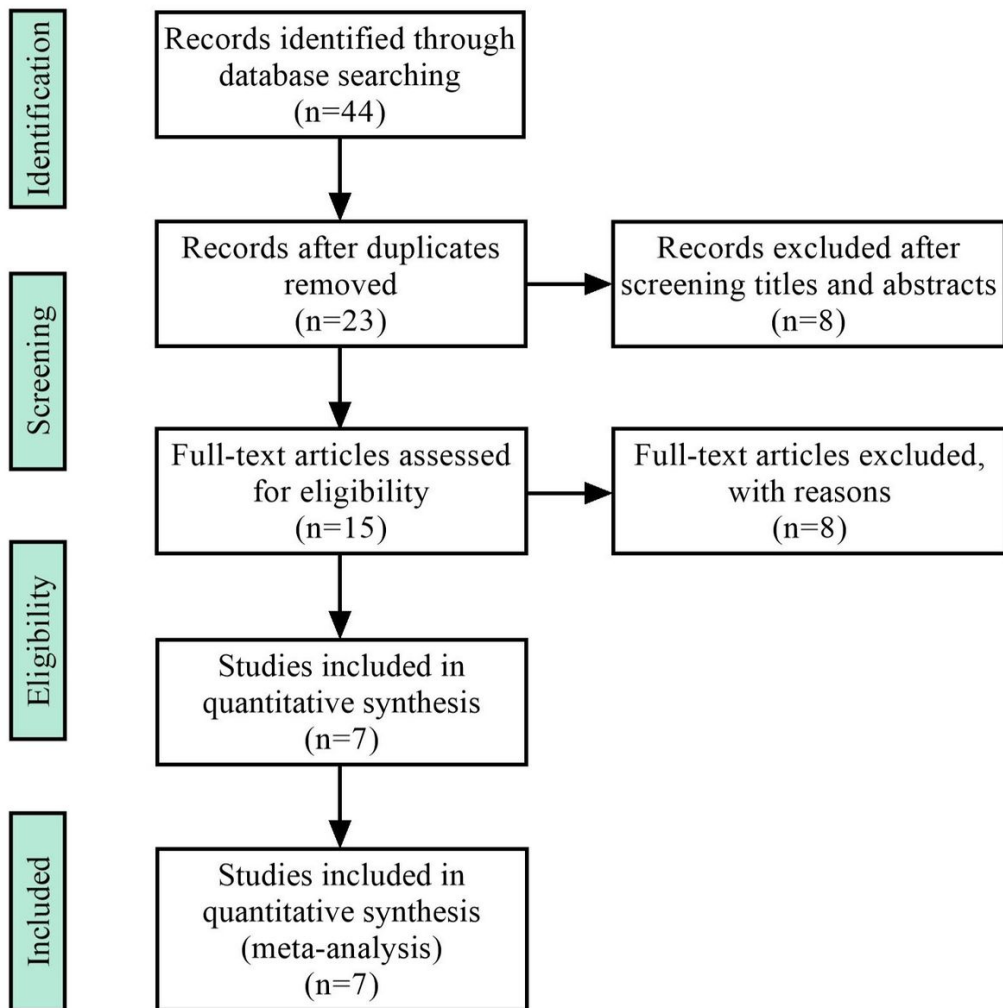 Identification
Records identified through
database searching
(n=44)
Screening
Records after duplicates
removed
(n=23)
Records excluded after
screening titles and abstracts
(n=8)
Full-text articles assessed
for eligibility
(n=15)
Full-text articles excluded,
with reasons
(n=8)
Eligibility
Studies included in
quantitative synthesis
(n=7)
Included
Studies included in
quantitative synthesis
(meta-analysis)
(n=7)